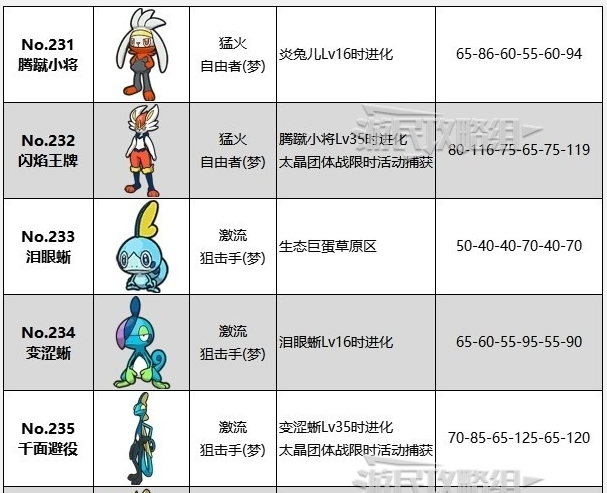 No.231
腾蹴小将
猛火
自由者(梦)
炎兔儿Lv16时进化
65-86-60-55-60-94
No.232
闪焰王牌
猛火
自由者(梦)
腾蹴小将Lv35时进化
太晶团体战限时活动捕获
80-116-75-65-75-119
游民攻略组
No.233
泪眼蜥
激流
狙击手(梦)
生态巨蛋草原区
50-40-40-70-40-70
No.234
变涩蜥
激流
狙击手(梦)
泪眼蜥Lv16时进化
65-60-55-95-55-90
No.235
千面避役
激流
狙击手(梦)
变涩蜥Lv35时进化
太晶团体战限时活动捕获
70-85-65-125-65-120
游民攻略组